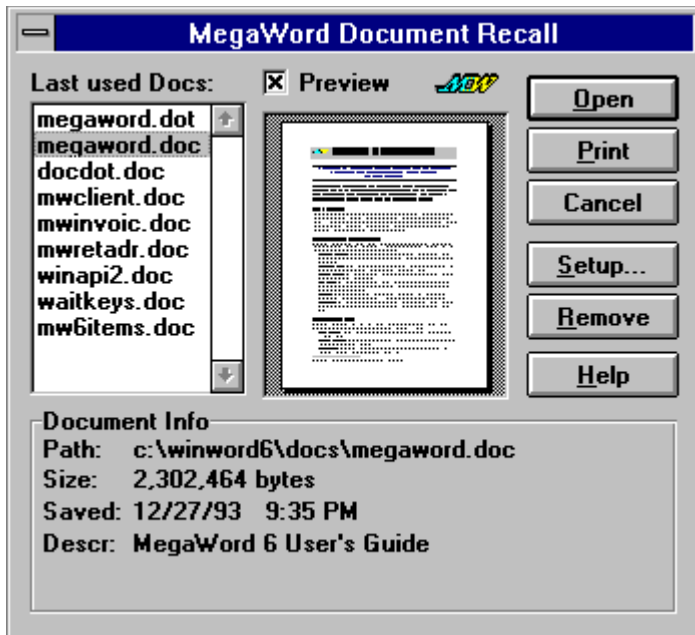 MegaWord Document Recall
Last used Docs:
Preview
NEW
Open
megaword.dot
megaword.doc
docdot.doc
mwclient.doc
mwinvoic.doc
mwretadr.doc
winapi2.doc
waitkeys.doc
mw6items.doc
Print
Cancel
Setup...
Remove
Help
Document Info
Path: c:\winword6\docs\megaword.doc
Size: 2,302,464 bytes
Saved: 12/27/93 9:35 PM
Descr: MegaWord 6 User's Guide